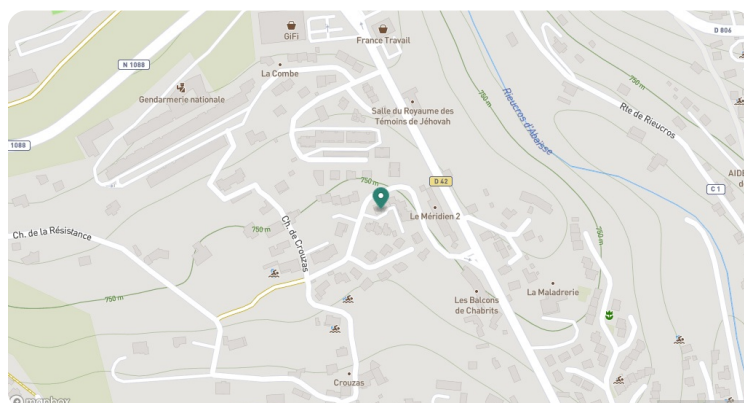 GiFi
France Travail
D 806
N 1088
La Combe
750 m
Gendarmerie nationale
Salle du Royaume des
Témoins de Jéhovah
Rieucros d'Abaïsse
Rte de Rieucros
1088
750 m
D 42
C 1
Le Méridien 2
Ch. de la Résistance
750 m
Ch. de Crouzas
750 m
750 m
750 m
Les Balcons
de Chabrits
La Maladrerie
Crouzas
mapbox